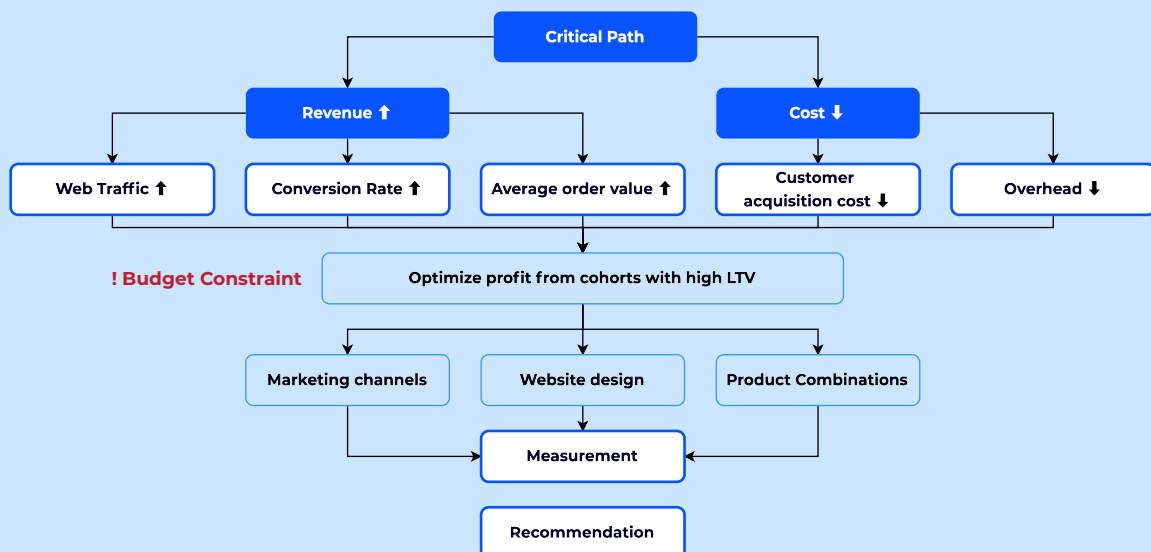 Critical Path
Revenue ⬆
Cost ⬇
Web Traffic ⬆
Conversion Rate ⬆
Average order value ⬆
Customer
acquisition cost ⬇
Overhead ⬇
! Budget Constraint
Optimize profit from cohorts with high LTV
Marketing channels
Website design
Product Combinations
Measurement
Recommendation